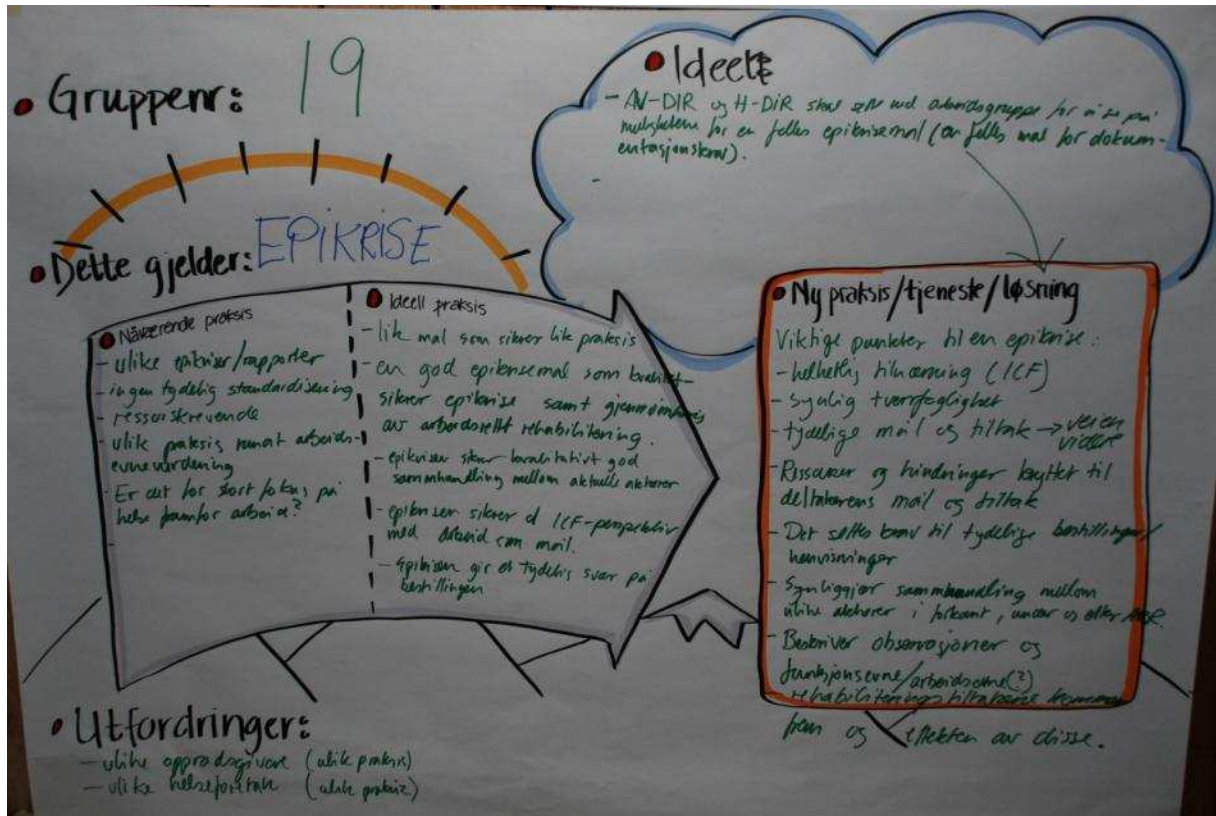 • Gruppenr: 19
• Dette gjelder: EPIKRISE
• Nåværende praksis
- ulike epikriser/rapporter
- ingen tydelig standardisering
- ressurskrevende
- ulik praksis rundt arbeids-
evnevurdering
- Er det for stort fokus på
helse framfor arbeid?
• Ideell praksis
- lik mal som sikrer lik praksis
- en god epikrisemal som kvalitet-
sikrer epikrise samt gjennomføring
av arbeidsrettet rehabilitering.
- epikrisen sikrer kvalitativt god
sammhandling mellom aktuelle aktører
- epikrisen sikrer et ICF-perspektiv
med arbeid som mål.
- Epikrisen gir et tydelig svar på
bestillingen
• Ideele
- AV-DIR og H-DIR skal sette ned arbeidsgruppe for å se på
mulighetene for en felles epikrisemal (en felles mal for dokum-
entasjonskrav).
-
• Ny praksis/tjeneste/løsning
Viktige punkter til en epikrise:
- helhetlig tilnærming (ICF)
- Synlig tverrfaglighet
- tydelige mål og tiltak → veien
videre
- Ressurser og hindringer knyttet til
deltakerens mål og tiltak
- Det settes krav til tydelige bestillinger/
henvisninger
- Synliggjør sammhandling mellom
ulike aktører i forkant, under og etter
- Beskriver observasjoner og
funksjonsevne/arbeidsevne(?)
- rehabiliteringstiltakene kommer
frem og effekten av disse.
• Utfordringer:
- ulike oppdragsgivere (ulik praksis)
- ulike helseforetak (ulik praksis)